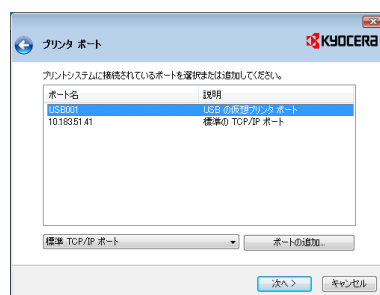 プリンタ ポート
KYOCERA
プリントシステムに接続されているポートを選択または追加してください。
ポート名 説明
USB001 USB の仮想プリンタ ポート
10.183.51.41 標準の TCP/IP ポート
標準 TCP/IP ポート ポートの追加...
次へ > キャンセル